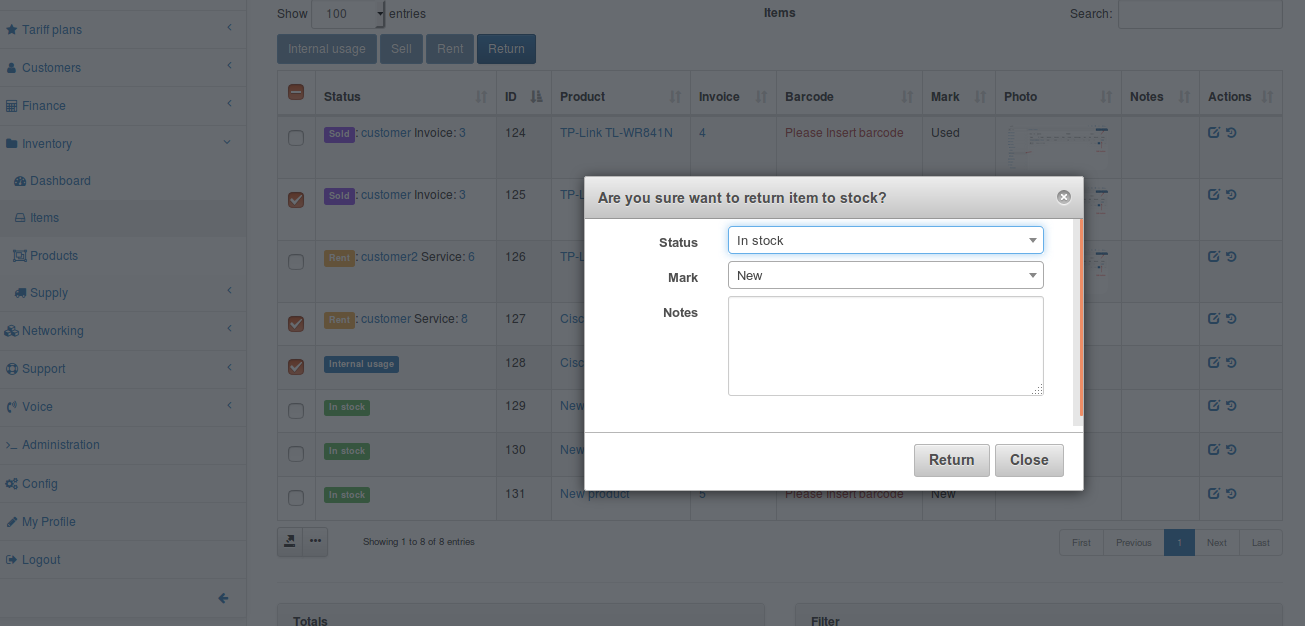 Show 100 entries
Items
Search:
Tariff plans
Customers
Finance
Inventory
Dashboard
Items
Products
Supply
Networking
Support
Voice
Administration
Config
My Profile
Logout
Internal usage Sell Rent Return
Status ID Product Invoice Barcode Mark Photo Notes Actions
Sold : customer Invoice: 3 124 TP-Link TL-WR841N 4 Please Insert barcode Used
Sold : customer Invoice: 3 125 TP-L
Rent : customer2 Service: 6 126 TP-L
Rent : customer Service: 8 127 Cisc
Internal usage 128 Cisc
In stock 129 New
In stock 130 New
In stock 131 New product 5 Please Insert barcode New
Are you sure want to return item to stock?
Status In stock
Mark New
Notes
Return Close
Showing 1 to 8 of 8 entries
First Previous 1 Next Last
Totals
Filter